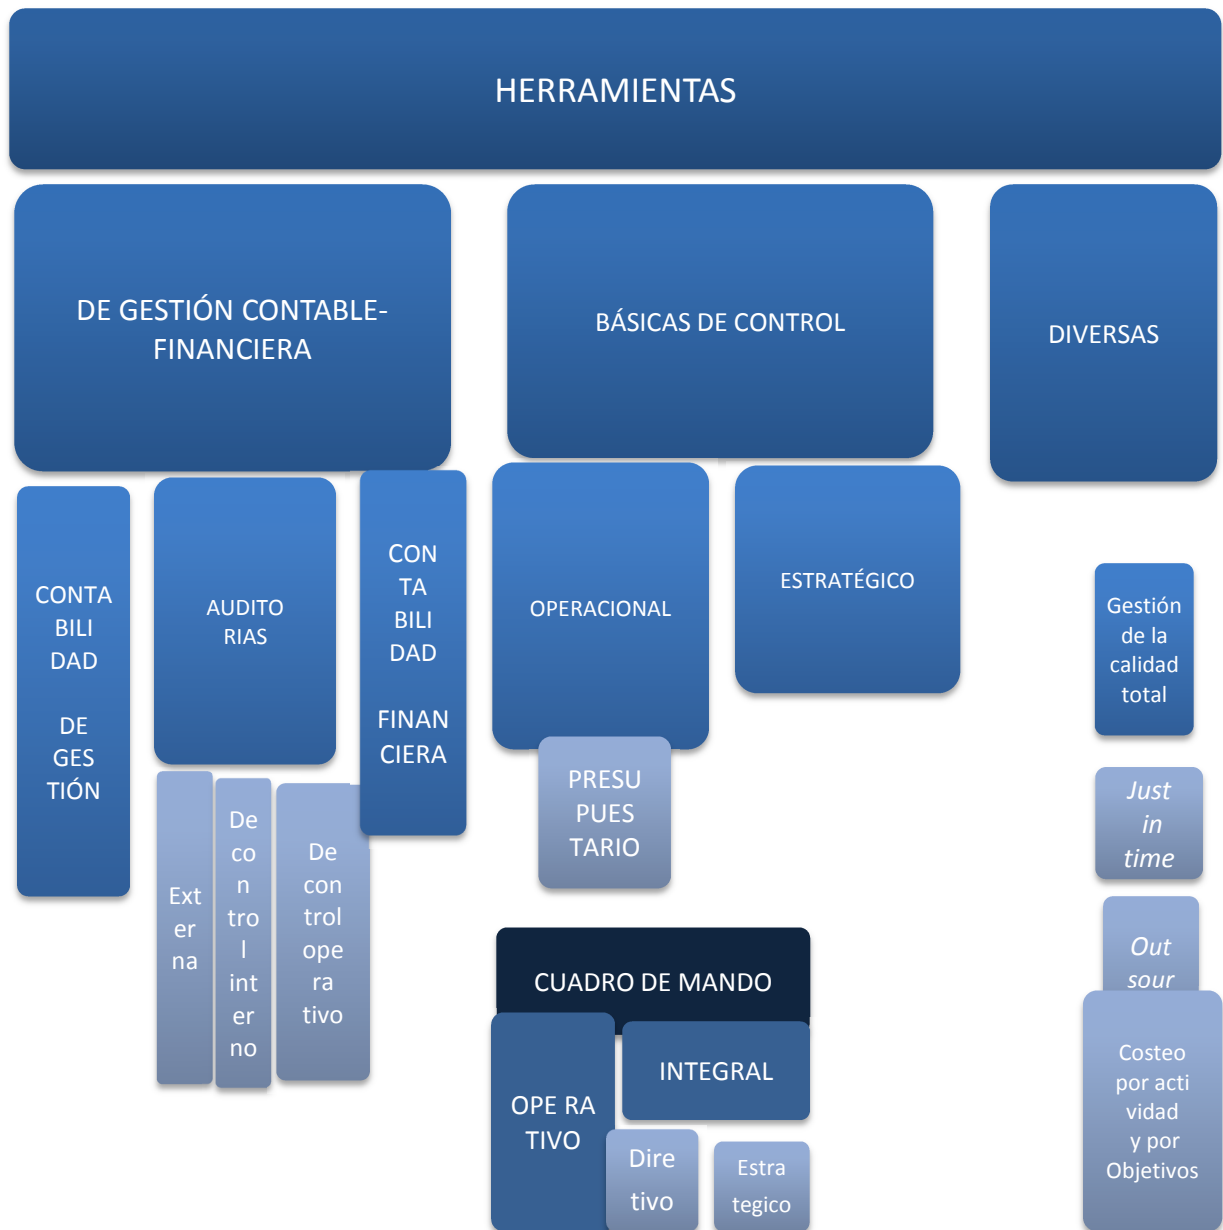 HERRAMIENTAS
DE GESTIÓN CONTABLE-
FINANCIERA
BÁSICAS DE CONTROL
DIVERSAS
CONTA
BILI
DAD
DE
GES
TIÓN
AUDITO
RIAS
CON
TA
BILI
DAD
FINAN
CIERA
OPERACIONAL
ESTRATÉGICO
Gestión
de la
calidad
total
Ext
er
na
De
co
n
tro
l
int
er
no
De
con
trol
ope
ra
tivo
PRESU
PUES
TARIO
Just
in
time
Out
sour
CUADRO DE MANDO
OPE RA
TIVO
INTEGRAL
Dire
tivo
Estra
tegico
Costeo
por acti
vidad
y por
Objetivos